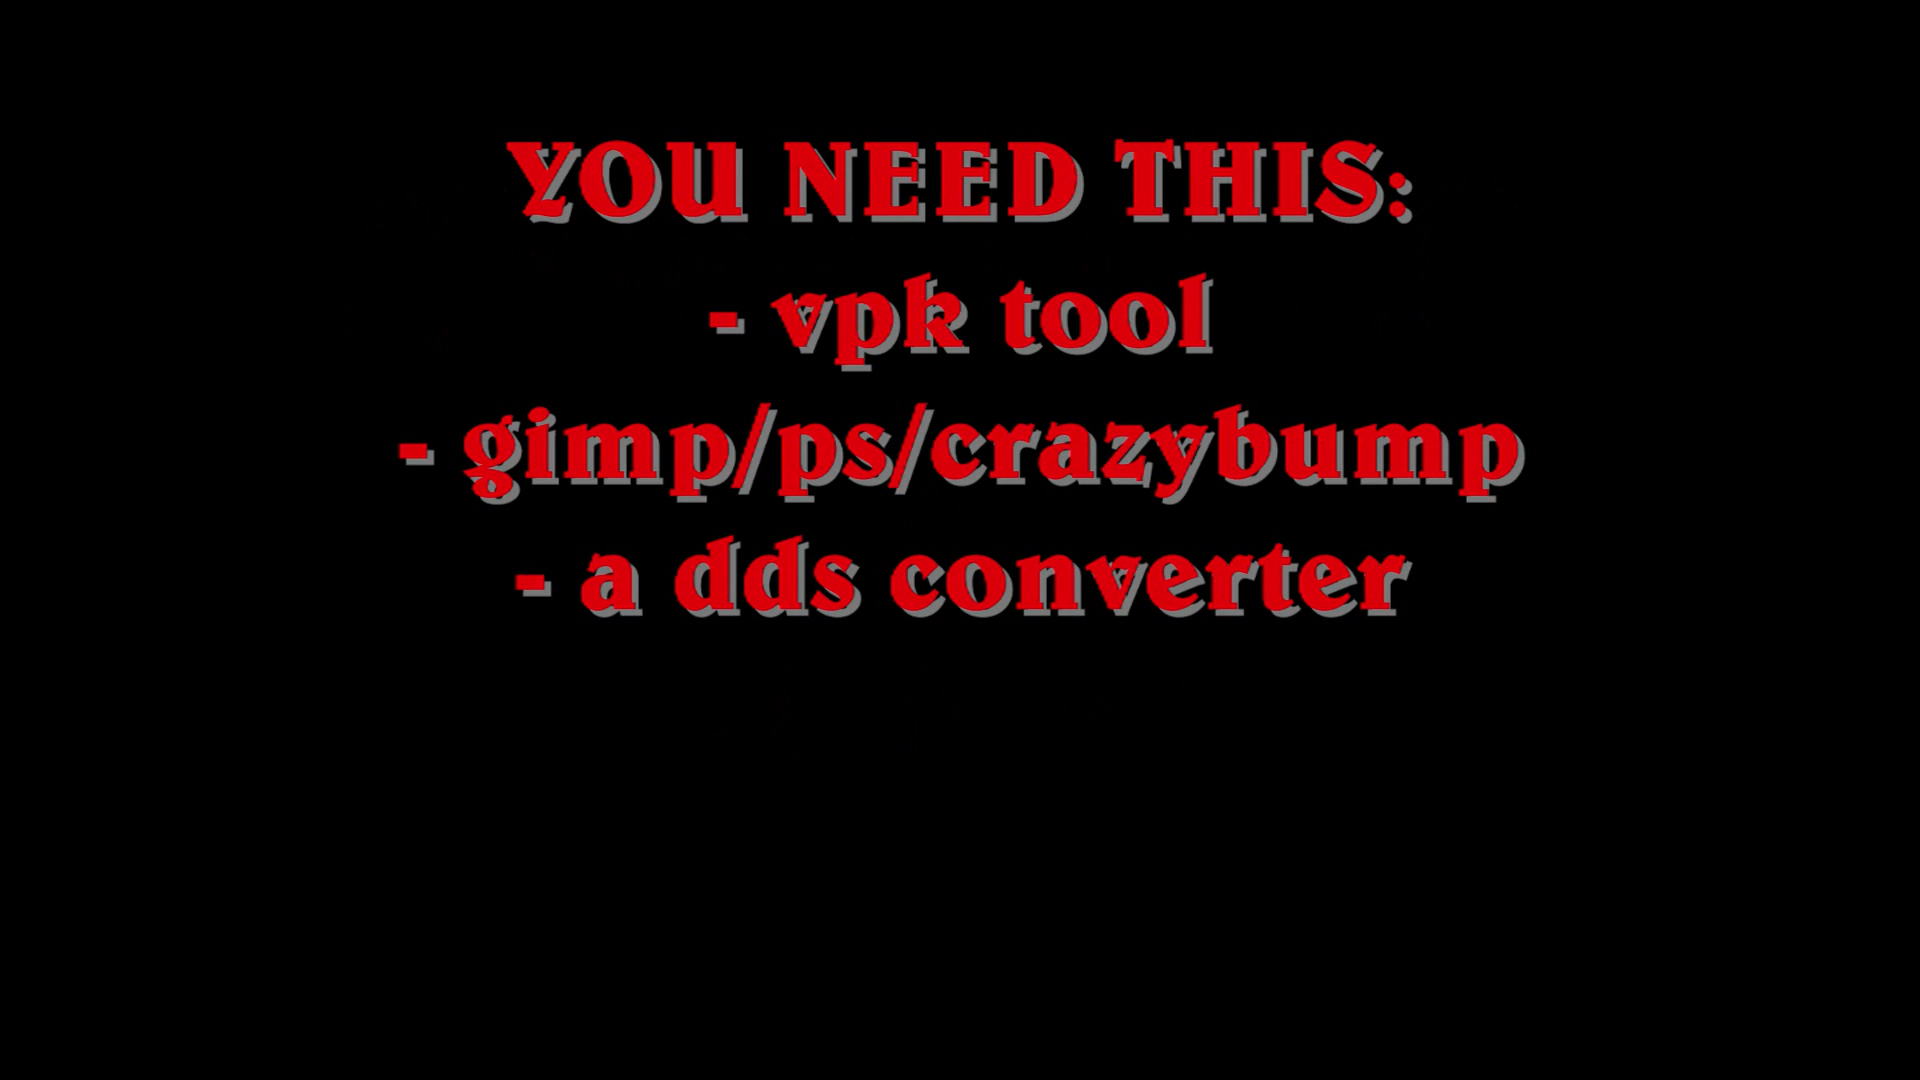 YOU NEED THIS:
- vpk tool
- gimp/ps/crazybump
- a dds converter